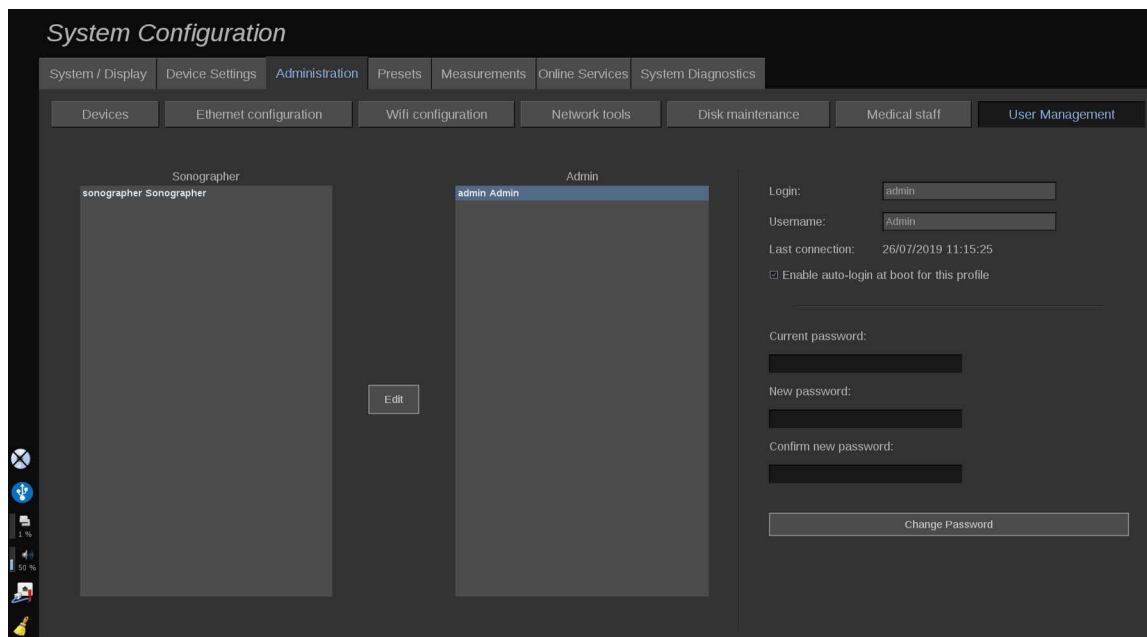 System Configuration
System / Display Device Settings Administration Presets Measurements Online Services System Diagnostics
Devices Ethernet configuration Wifi configuration Network tools Disk maintenance Medical staff User Management
Sonographer
sonographer Sonographer
Edit
Admin
admin Admin
Login: admin
Username: Admin
Last connection: 26/07/2019 11:15:25
Enable auto-login at boot for this profile
Current password:
New password:
Confirm new password:
Change Password
1 %
50 %